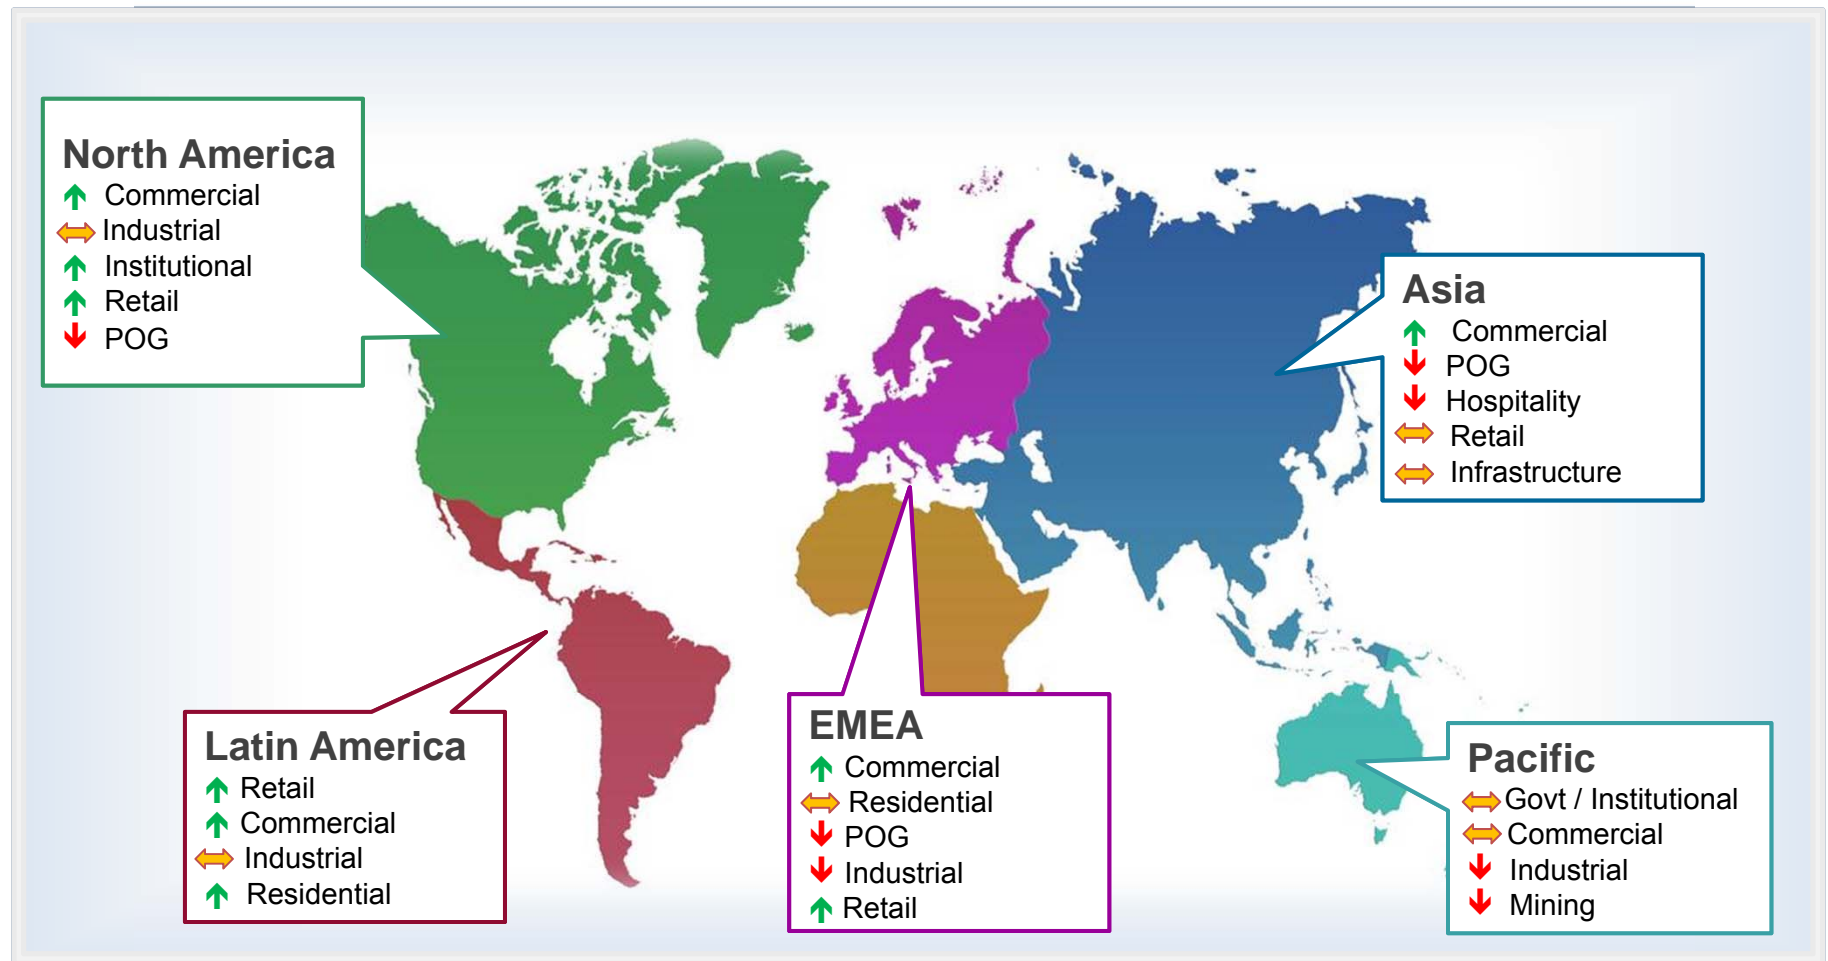 North America
Commercial
Industrial
Institutional
Retail
POG
Asia
Commercial
POG
Hospitality
Retail
Infrastructure
Latin America
Retail
Commercial
Industrial
Residential
EMEA
Commercial
Residential
POG
Industrial
Retail
Pacific
Govt / Institutional
Commercial
Industrial
Mining